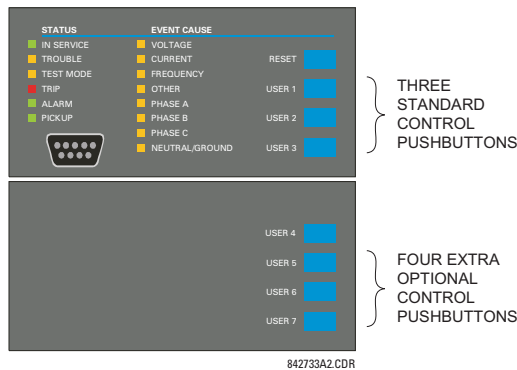 STATUS
IN SERVICE
TROUBLE
TEST MODE
TRIP
ALARM
PICKUP
EVENT CAUSE
VOLTAGE
CURRENT
FREQUENCY
OTHER
PHASE A
PHASE B
PHASE C
NEUTRAL/GROUND
RESET
USER 1
USER 2
USER 3
THREE
STANDARD
CONTROL
PUSHBUTTONS
USER 4
USER 5
USER 6
USER 7
FOUR EXTRA
OPTIONAL
CONTROL
PUSHBUTTONS
842733A2.CDR